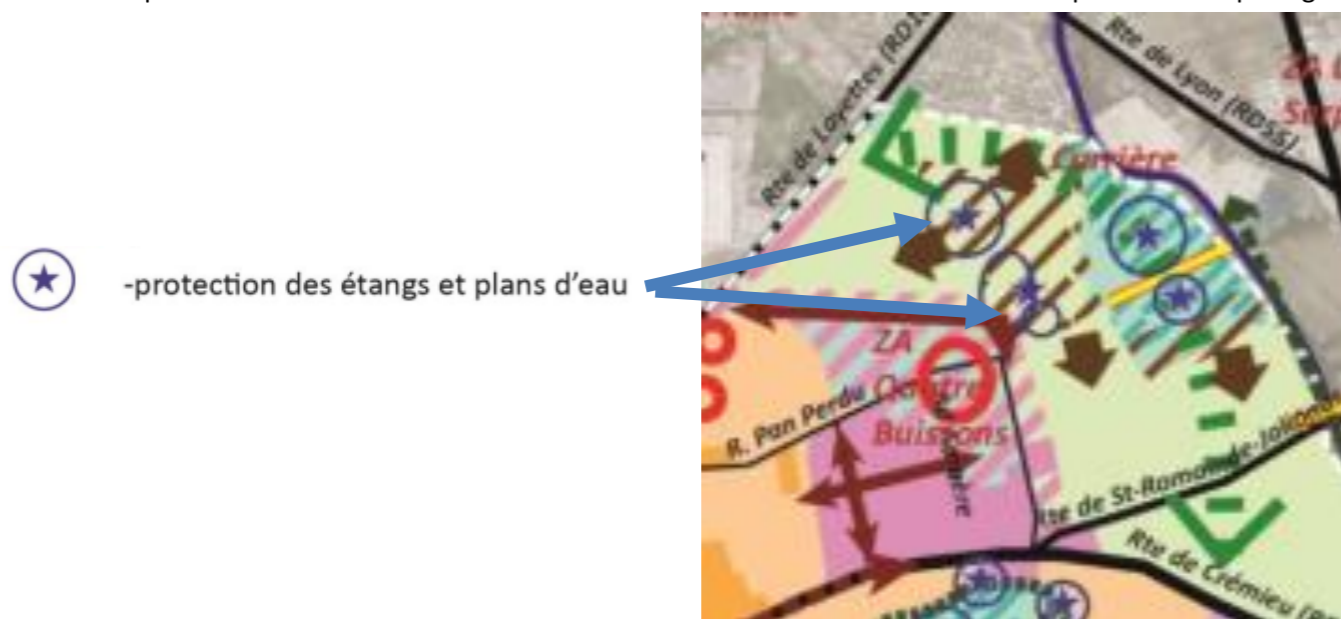 -protection des étangs et plans d'eau
Rte de Lyon (RD55)
Rte de Loyettes (RD1
Carrière
ZA
Quatre
Buissons
R. Pan Perdu
Rte de St-Romain-de-Jalionas
Rte de Crémieu (R